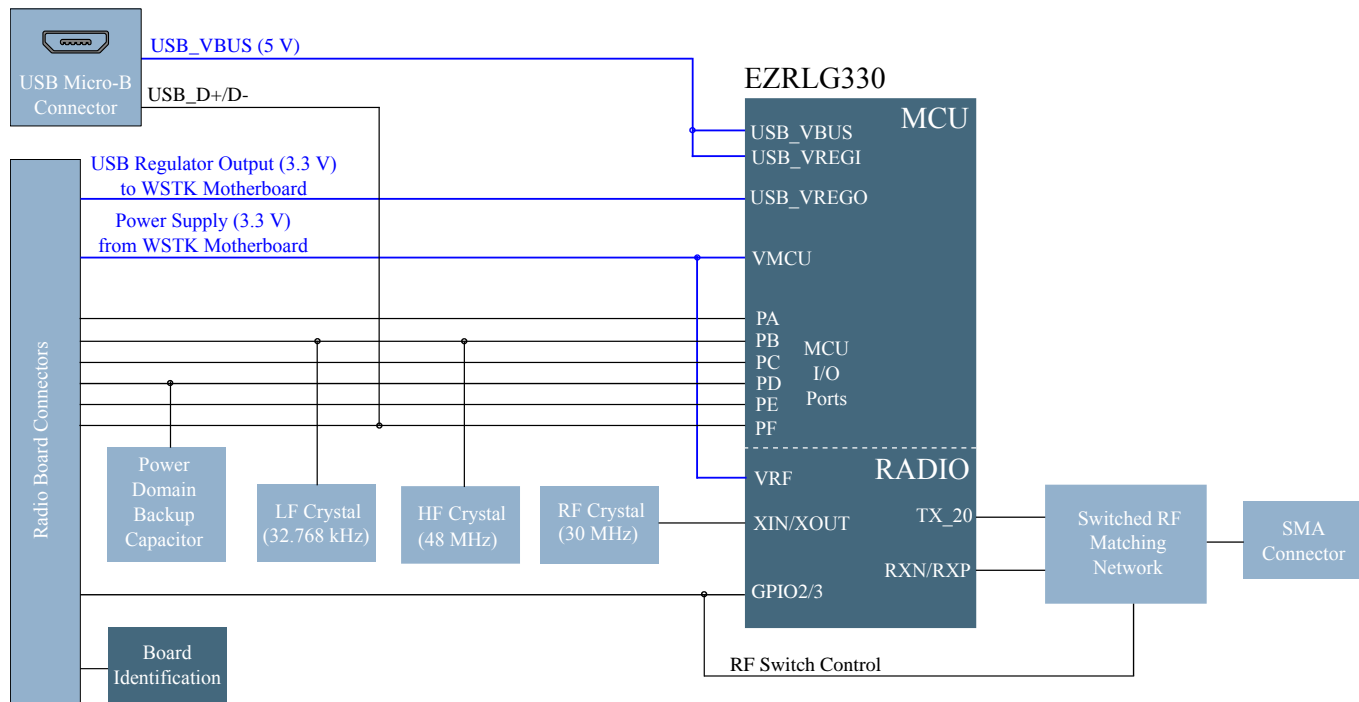 USB Micro-B
Connector
USB_VBUS (5 V)
USB_D+/D-
EZRLG330
MCU
USB_VBUS
USB_VREGI
USB_VREGO
USB Regulator Output (3.3 V)
to WSTK Motherboard
Power Supply (3.3 V)
from WSTK Motherboard
VMCU
Radio Board Connectors
PA
PB
PC
PD
PE
PF
MCU
I/O
Ports
RADIO
VRF
XIN/XOUT
GPIO2/3
TX_20
RXN/RXP
Power
Domain
Backup
Capacitor
LF Crystal
(32.768 kHz)
HF Crystal
(48 MHz)
RF Crystal
(30 MHz)
Switched RF
Matching
Network
SMA
Connector
Board
Identification
RF Switch Control